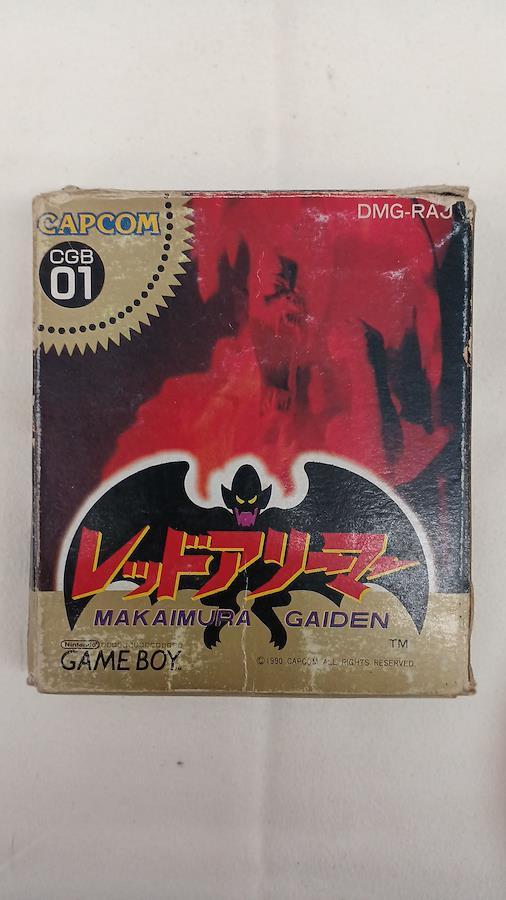 CAPCOM
CGB
01
DMG-RAJ
レッドアリーマー
MAKAIMURA GAIDEN
TM
Nintendo
GAME BOY
©1990 CAPCOM ALL RIGHTS RESERVED